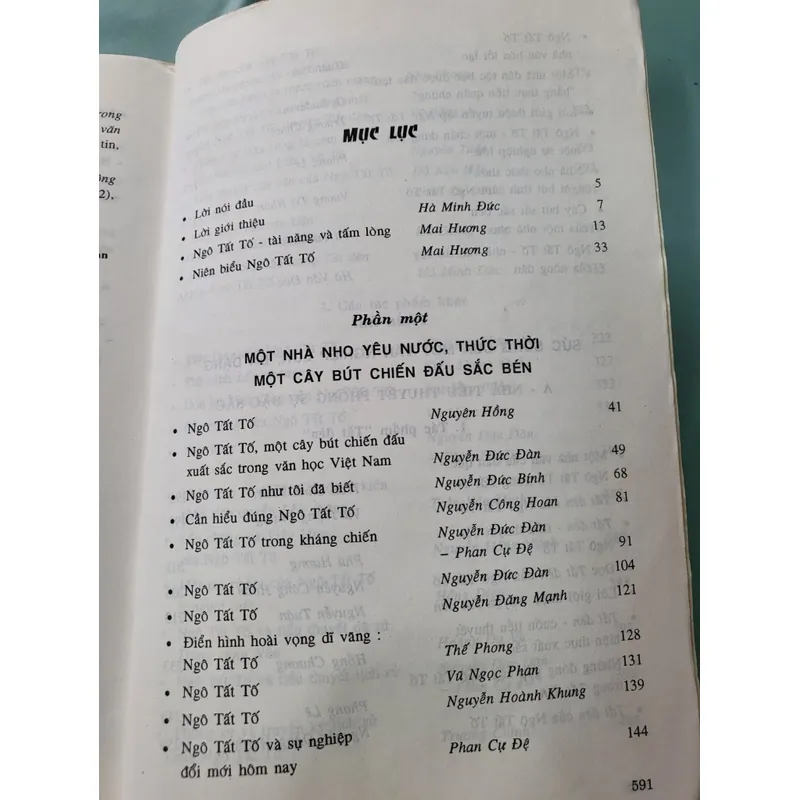 rong
văn
tin,
ông
2),
an
Mục lục
• Lời nói đầu 5
• Lời giới thiệu Hà Minh Đức 7
• Ngô Tất Tố - tài năng và tấm lòng Mai Hương 13
• Niên biểu Ngô Tất Tố Mai Hương 33
Phần một
MỘT NHÀ NHO YÊU NƯỚC, THỨC THỜI
MỘT CÂY BÚT CHIẾN ĐẤU SẮC BÉN
• Ngô Tất Tố Nguyên Hồng 41
• Ngô Tất Tố, một cây bút chiến đấu
xuất sắc trong văn học Việt Nam Nguyễn Đức Đàn 49
• Ngô Tất Tố như tôi đã biết Nguyễn Đức Bính 68
• Cần hiểu đúng Ngô Tất Tố Nguyễn Công Hoan 81
• Ngô Tất Tố trong kháng chiến Nguyễn Đức Đàn
– Phan Cự Đệ 91
• Ngô Tất Tố Nguyễn Đức Đàn 104
• Ngô Tất Tố Nguyễn Đăng Mạnh 121
• Điển hình hoài vọng dĩ vãng :
Ngô Tất Tố Thế Phong 128
• Ngô Tất Tố Vũ Ngọc Phan 131
• Ngô Tất Tố Nguyễn Hoành Khung 139
• Ngô Tất Tố và sự nghiệp
đổi mới hôm nay Phan Cự Đệ 144
591